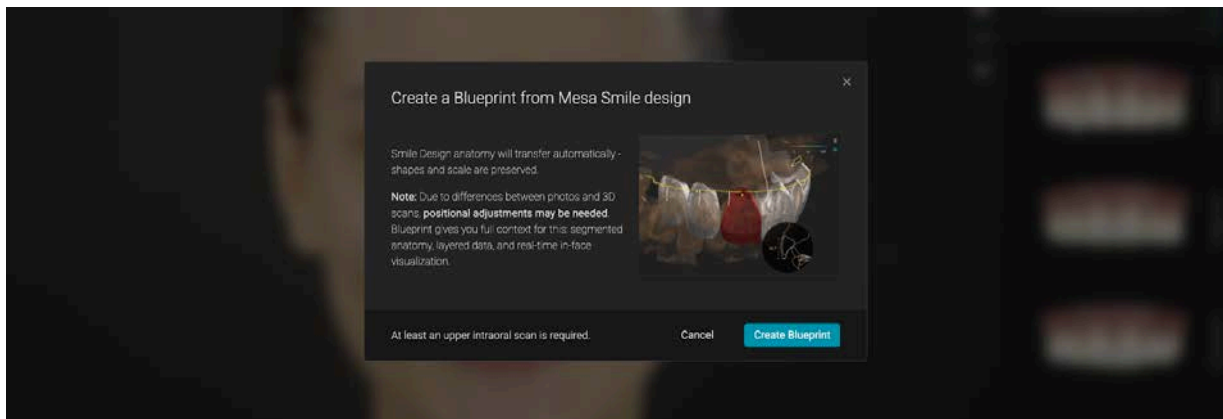 Create a Blueprint from Mesa Smile design
Smile Design anatomy will transfer automatically -
shapes and scale are preserved.
Note: Due to differences between photos and 3D
scans, positional adjustments may be needed.
Blueprint gives you full context for this: segmented
anatomy, layered data, and real-time in-face
visualization.
At least an upper intraoral scan is required.
Cancel
Create Blueprint